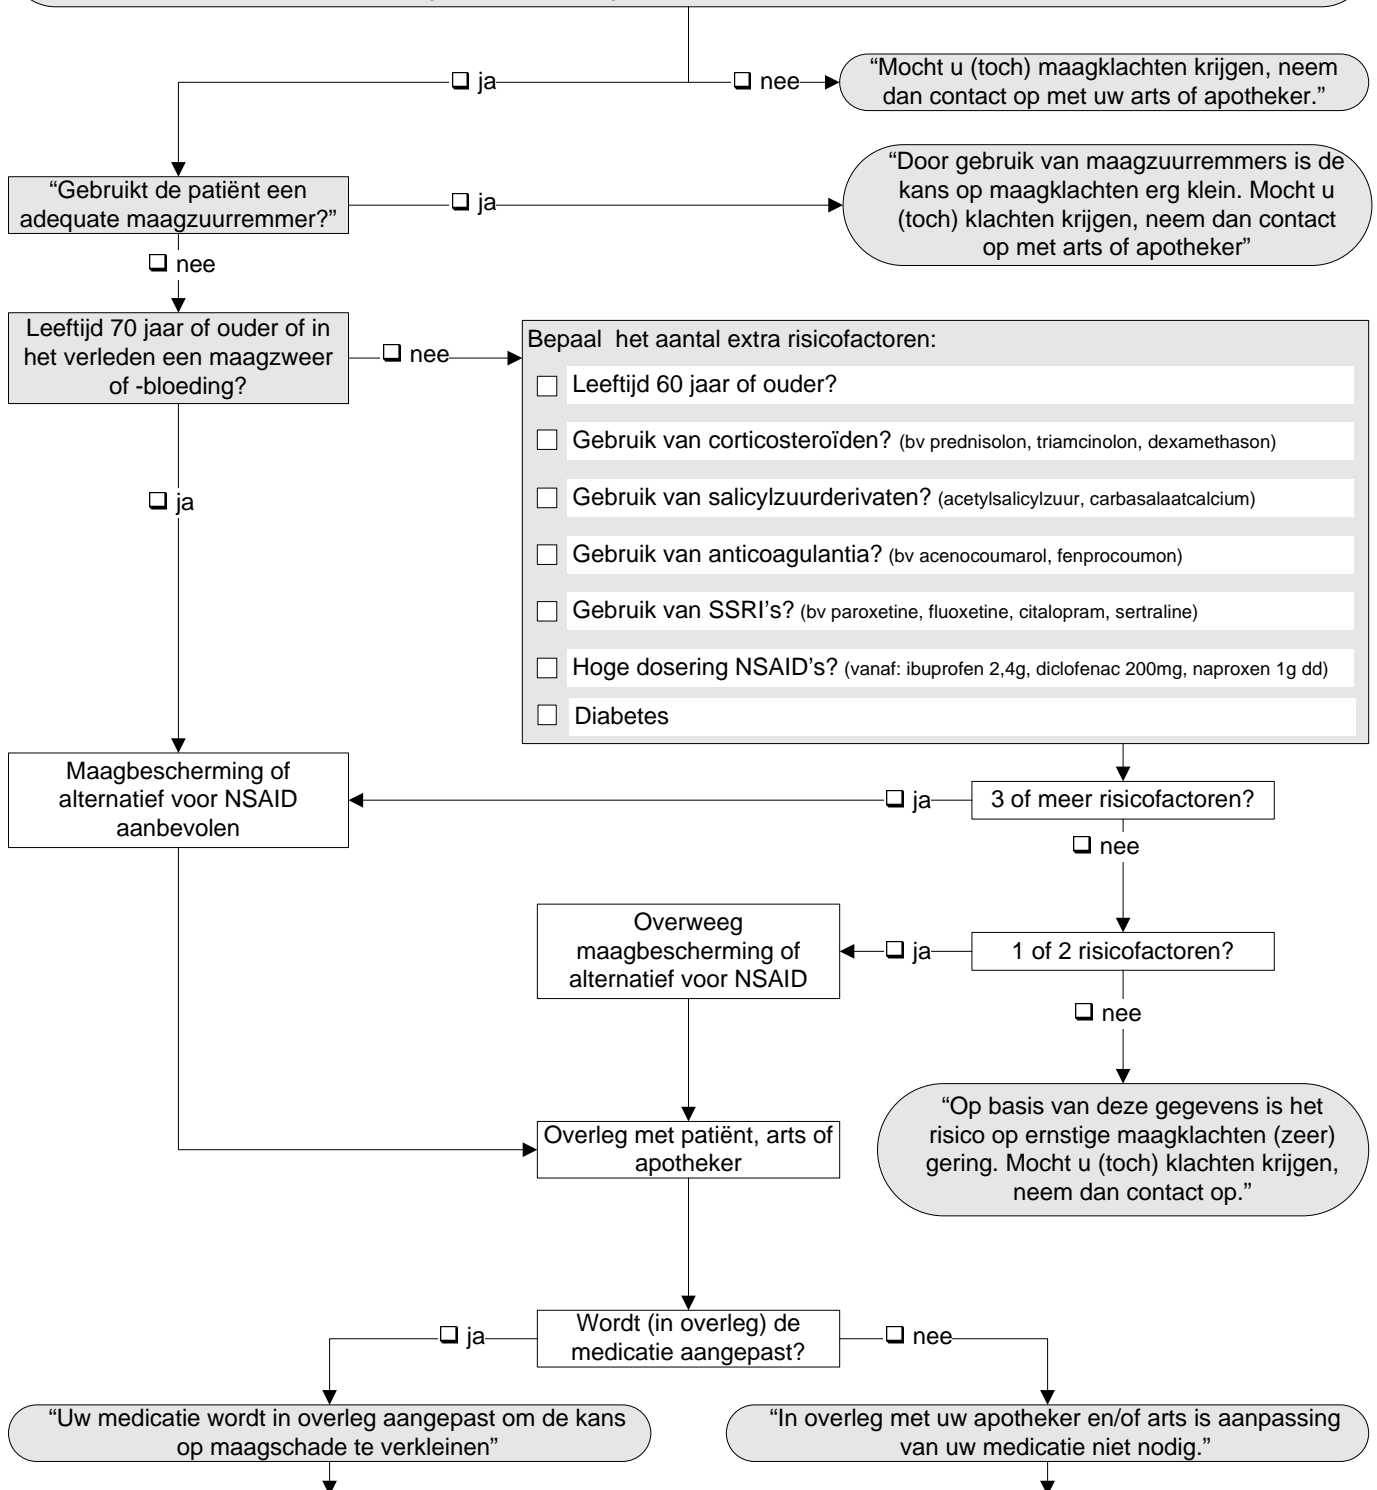 ❑ ja
❑ nee
“Mocht u (toch) maagklachten krijgen, neem
dan contact op met uw arts of apotheker.”
“Gebruikt de patiënt een
adequate maagzuurremmer?”
❑ ja
“Door gebruik van maagzuurremmers is de
kans op maagklachten erg klein. Mocht u
(toch) klachten krijgen, neem dan contact
op met arts of apotheker”
❑ nee
Leeftijd 70 jaar of ouder of in
het verleden een maagzweer
of -bloeding?
❑ nee
Bepaal  het aantal extra risicofactoren:
Leeftijd 60 jaar of ouder?
Gebruik van corticosteroïden? (bv prednisolon, triamcinolon, dexamethason)
Gebruik van salicylzuurderivaten? (acetylsalicylzuur, carbasalaatcalcium)
Gebruik van anticoagulantia? (bv acenocoumarol, fenprocoumon)
Gebruik van SSRI’s? (bv paroxetine, fluoxetine, citalopram, sertraline)
Hoge dosering NSAID’s? (vanaf: ibuprofen 2,4g, diclofenac 200mg, naproxen 1g dd)
Diabetes
❑ ja
Maagbescherming of
alternatief voor NSAID
aanbevolen
❑ ja
3 of meer risicofactoren?
❑ nee
Overweeg
maagbescherming of
alternatief voor NSAID
❑ ja
1 of 2 risicofactoren?
❑ nee
“Op basis van deze gegevens is het
risico op ernstige maagklachten (zeer)
gering. Mocht u (toch) klachten krijgen,
neem dan contact op.”
Overleg met patiënt, arts of
apotheker
Wordt (in overleg) de
medicatie aangepast?
❑ ja
❑ nee
“Uw medicatie wordt in overleg aangepast om de kans
op maagschade te verkleinen”
“In overleg met uw apotheker en/of arts is aanpassing
van uw medicatie niet nodig.”